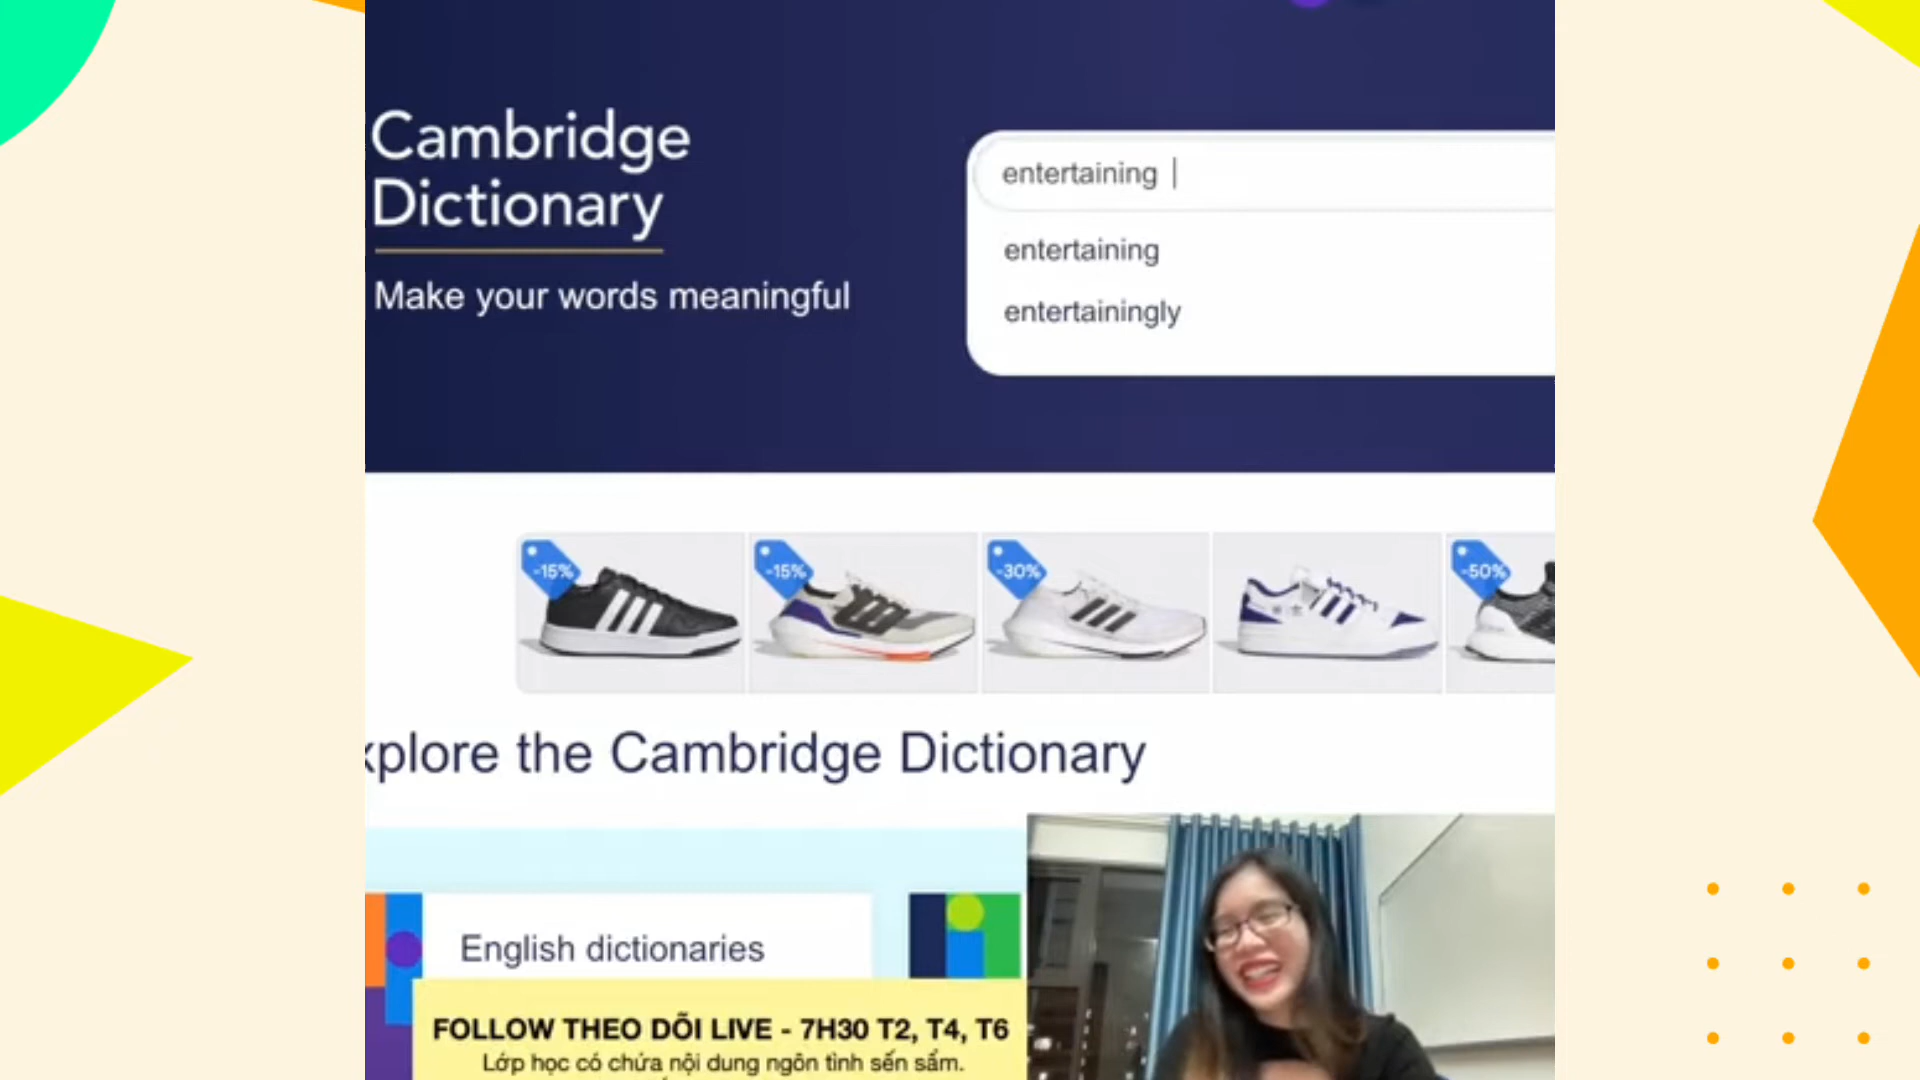 Cambridge
Dictionary
Make your words meaningful
entertaining
entertaining
entertainingly
-15%
-15%
-30%
-50%
xplore the Cambridge Dictionary
English dictionaries
FOLLOW THEO DÕI LIVE - 7H30 T2, T4, T6
Lớp học có chứa nội dung ngôn tình sến sẩm.